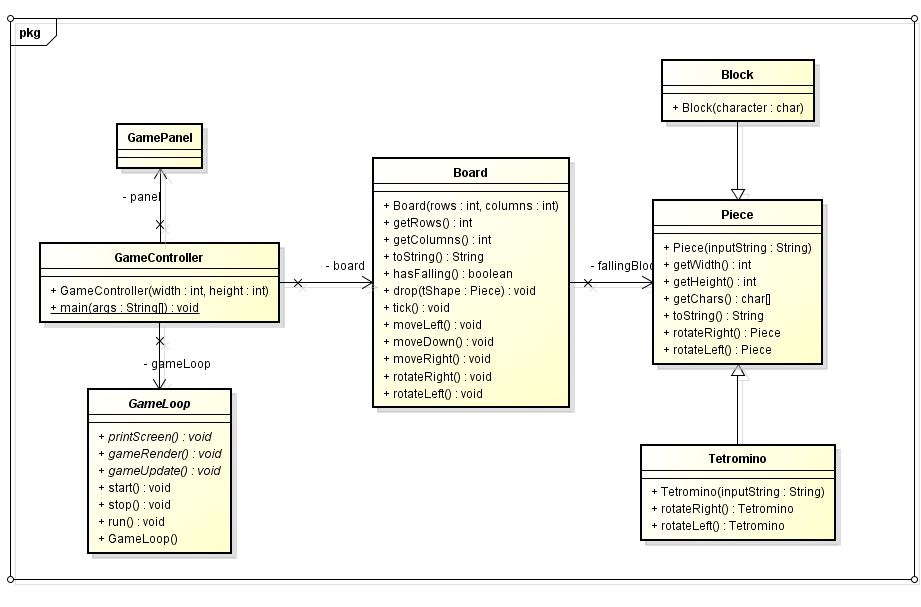 pkg
Block
+ Block(character : char)
GamePanel
- panel
GameController
+ GameController(width : int, height : int)
+ main(args : String[]) : void
- gameLoop
GameLoop
+ printScreen() : void
+ gameRender() : void
+ gameUpdate() : void
+ start() : void
+ stop() : void
+ run() : void
+ GameLoop()
- board
Board
+ Board(rows : int, columns : int)
+ getRows() : int
+ getColumns() : int
+ toString() : String
+ hasFalling() : boolean
+ drop(tShape : Piece) : void
+ tick() : void
+ moveLeft() : void
+ moveDown() : void
+ moveRight() : void
+ rotateRight() : void
+ rotateLeft() : void
- fallingBloc
Piece
+ Piece(inputString : String)
+ getWidth() : int
+ getHeight() : int
+ getChars() : char[]
+ toString() : String
+ rotateRight() : Piece
+ rotateLeft() : Piece
Tetromino
+ Tetromino(inputString : String)
+ rotateRight() : Tetromino
+ rotateLeft() : Tetromino